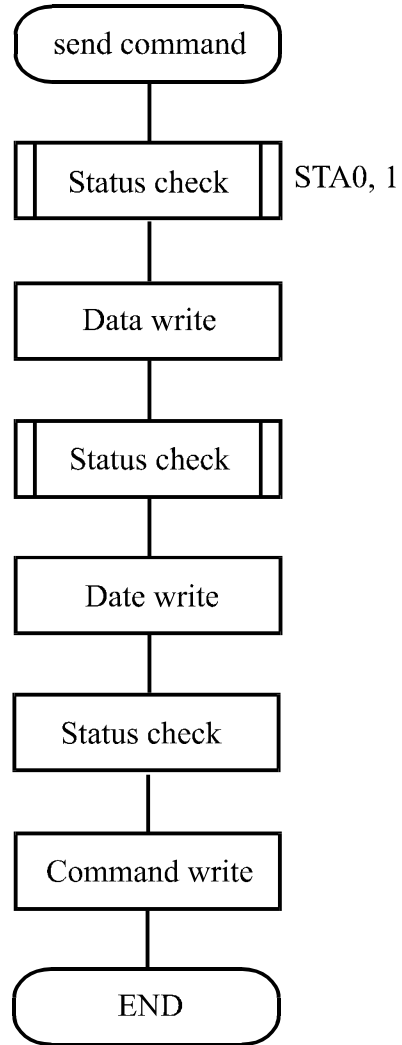 send command
Status check
STA0, 1
Data write
Status check
Date write
Status check
Command write
END